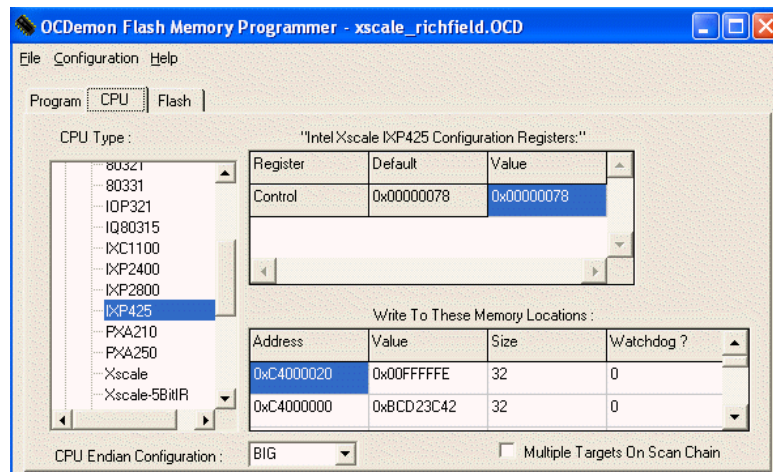 OCDemon Flash Memory Programmer - xscale_richfield.OCD
File Configuration Help
Program CPU Flash
CPU Type :
80321
80331
IOP321
IQ80315
IXC1100
IXP2400
IXP2800
IXP425
PXA210
PXA250
Xscale
Xscale-5BitIR
"Intel Xscale IXP425 Configuration Registers:"
Register Default Value
Control 0x00000078 0x00000078
Write To These Memory Locations :
Address Value Size Watchdog ?
0xC4000020 0x00FFFFFE 32 0
0xC4000000 0xBCD23C42 32 0
CPU Endian Configuration : BIG
Multiple Targets On Scan Chain